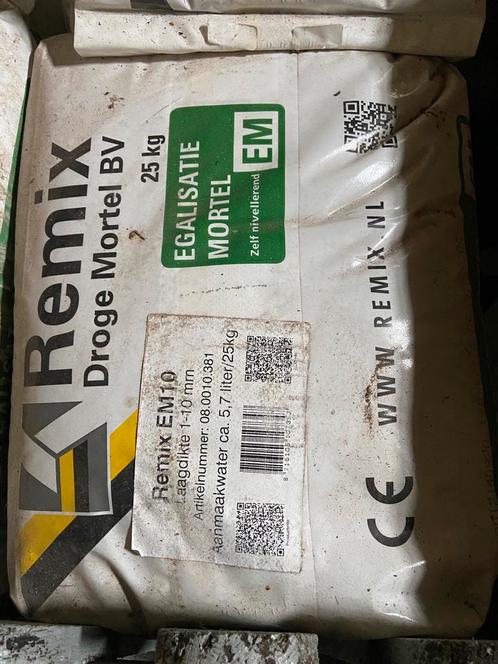 Remix
Droge Mortel BV
25 kg
EGALISATIE
MORTEL
Zelf nivellerend
EM
Remix EM10
Laagdikte 1-10 mm
Artikelnummer: 08.0010.381
Aanmaakwater ca. 5,7 liter/25kg
CE
WWW.REMIX.NL